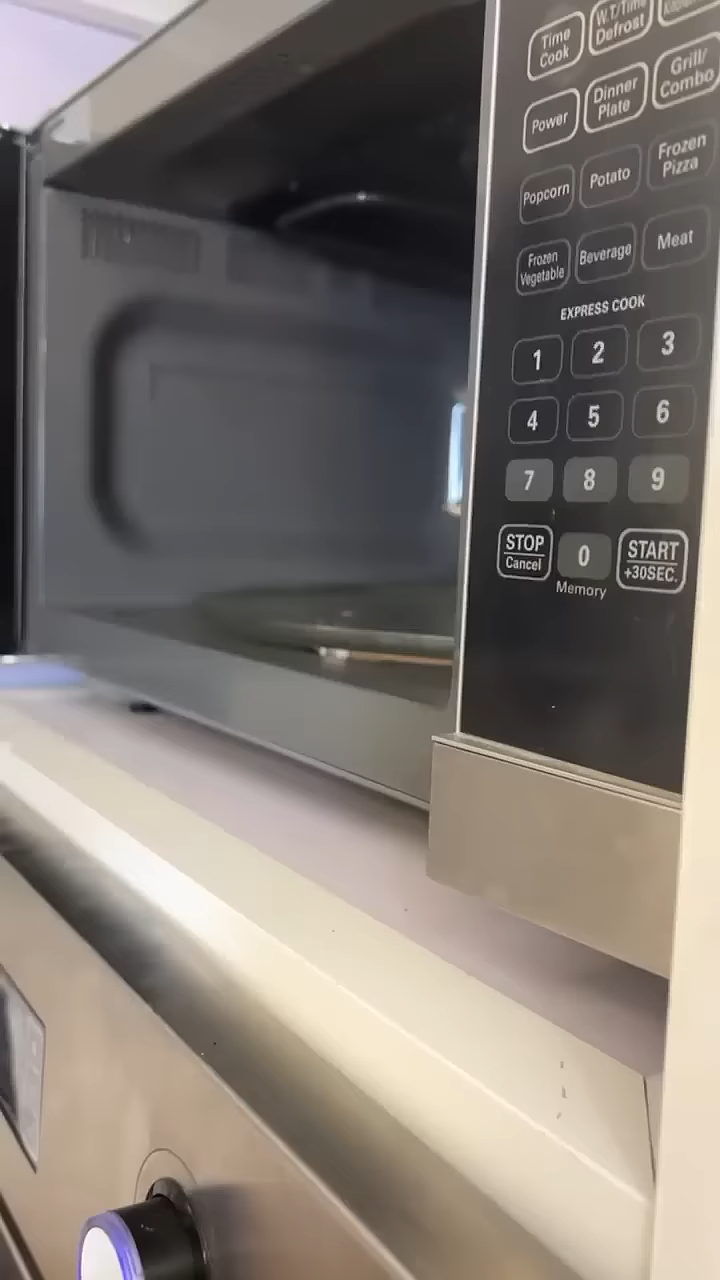 Time
Cook
W.T/Time
Defrost
Power
Dinner
Plate
Grill/
Combo
Popcorn
Potato
Frozen
Pizza
Frozen
Vegetable
Beverage
Meat
EXPRESS COOK
1
2
3
4
5
6
7
8
9
STOP
Cancel
0
Memory
START
+30SEC.